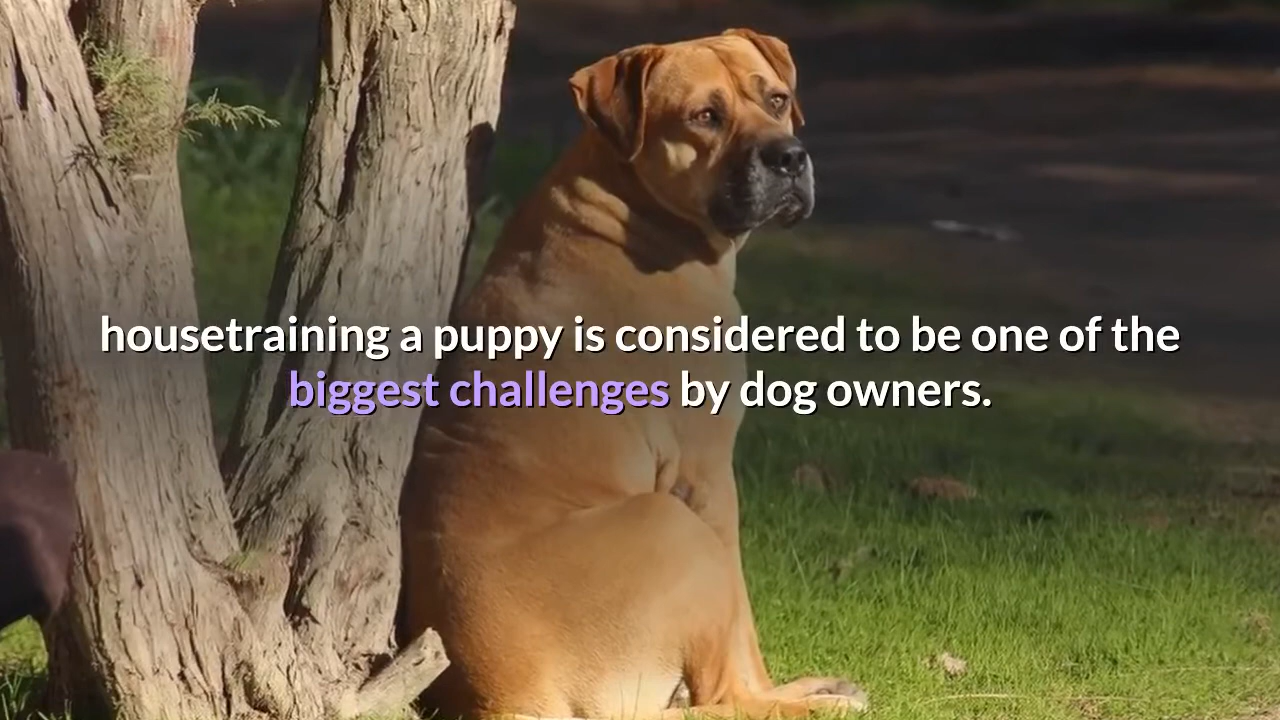 housetraining a puppy is considered to be one of the
biggest challenges by dog owners.